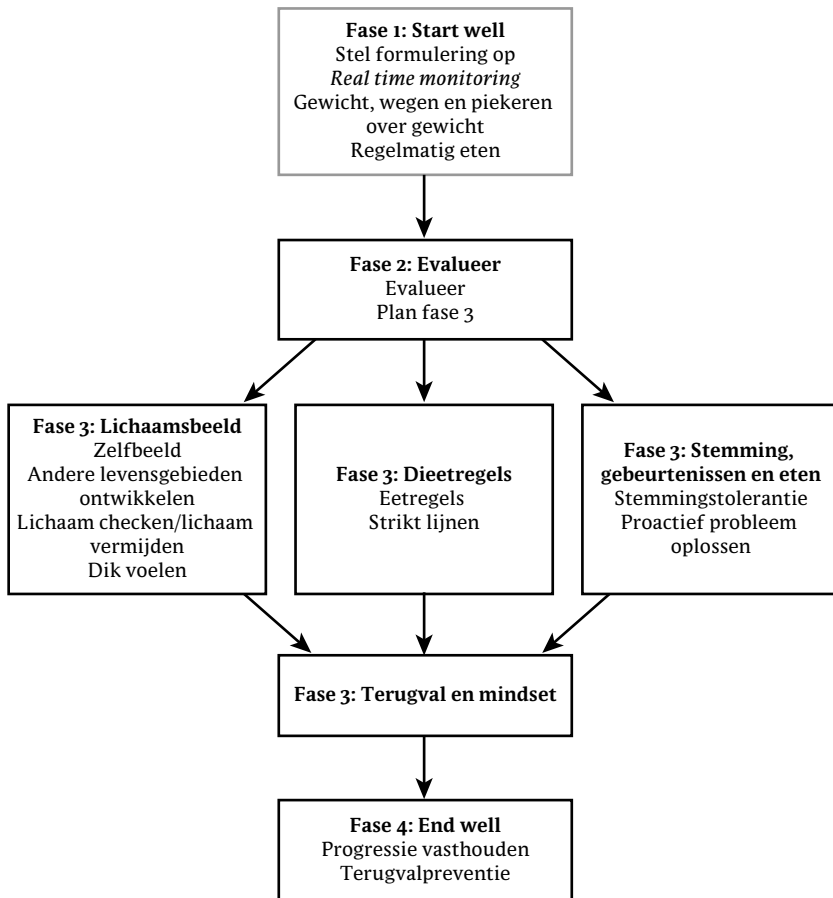 Fase 1: Start well
Stel formulering op
Real time monitoring
Gewicht, wegen en piekeren
over gewicht
Regelmatig eten
Fase 2: Evalueer
Evalueer
Plan fase 3
Fase 3: Lichaamsbeeld
Zelfbeeld
Andere levensgebieden
ontwikkelen
Lichaam checken/lichaam
vermijden
Dik voelen
Fase 3: Dieetregels
Eetregels
Strikt lijnen
Fase 3: Stemming,
gebeurtenissen en eten
Stemmingstolerantie
Proactief probleem
oplossen
Fase 3: Terugval en mindset
Fase 4: End well
Progressie vasthouden
Terugvalpreventie